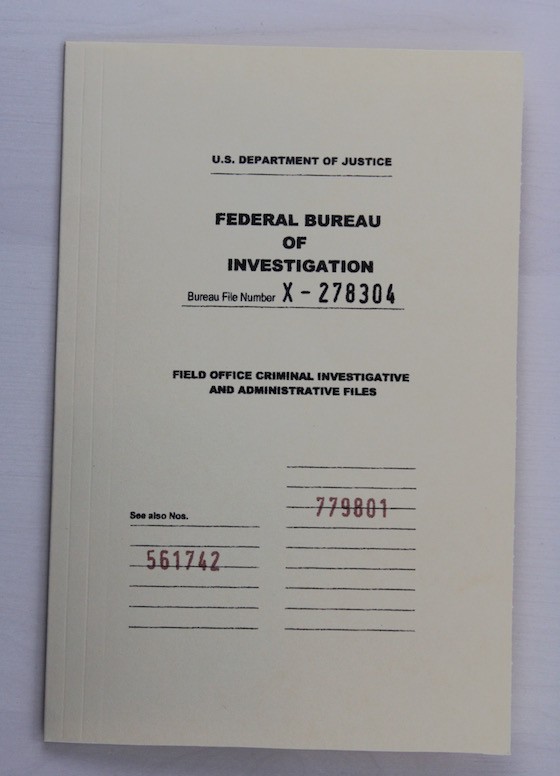 U.S. DEPARTMENT OF JUSTICE
FEDERAL BUREAU
OF
INVESTIGATION
Bureau File Number X - 278304
FIELD OFFICE CRIMINAL INVESTIGATIVE
AND ADMINISTRATIVE FILES
779801
See also Nos.
561742